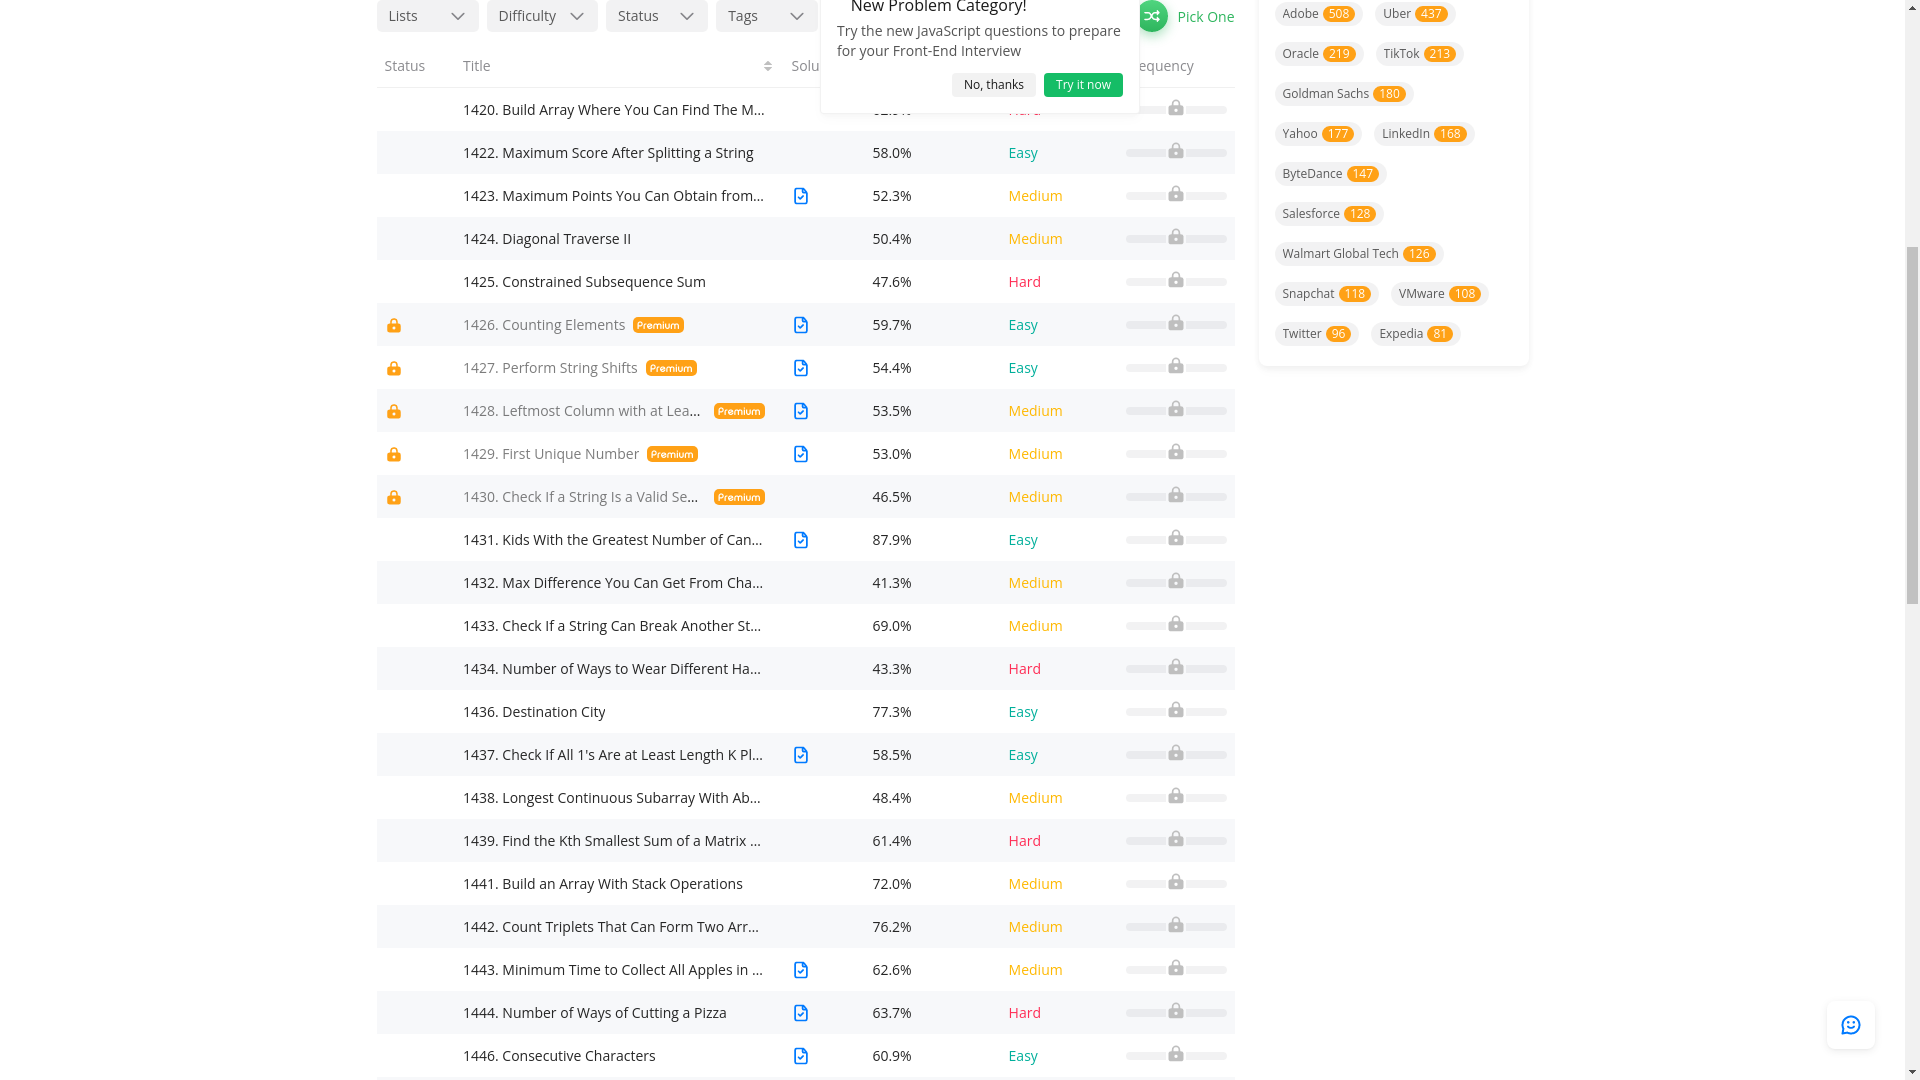 Lists
Difficulty
Status
Tags
New Problem Category!
Try the new JavaScript questions to prepare
for your Front-End Interview
No, thanks
Try it now
Pick One
Status Title Solu equency
1420. Build Array Where You Can Find The M... Hard
1422. Maximum Score After Splitting a String 58.0% Easy
1423. Maximum Points You Can Obtain from... 52.3% Medium
1424. Diagonal Traverse II 50.4% Medium
1425. Constrained Subsequence Sum 47.6% Hard
1426. Counting Elements Premium 59.7% Easy
1427. Perform String Shifts Premium 54.4% Easy
1428. Leftmost Column with at Lea... Premium 53.5% Medium
1429. First Unique Number Premium 53.0% Medium
1430. Check If a String Is a Valid Se... Premium 46.5% Medium
1431. Kids With the Greatest Number of Can... 87.9% Easy
1432. Max Difference You Can Get From Cha... 41.3% Medium
1433. Check If a String Can Break Another St... 69.0% Medium
1434. Number of Ways to Wear Different Ha... 43.3% Hard
1436. Destination City 77.3% Easy
1437. Check If All 1's Are at Least Length K Pl... 58.5% Easy
1438. Longest Continuous Subarray With Ab... 48.4% Medium
1439. Find the Kth Smallest Sum of a Matrix ... 61.4% Hard
1441. Build an Array With Stack Operations 72.0% Medium
1442. Count Triplets That Can Form Two Arr... 76.2% Medium
1443. Minimum Time to Collect All Apples in ... 62.6% Medium
1444. Number of Ways of Cutting a Pizza 63.7% Hard
1446. Consecutive Characters 60.9% Easy
Adobe 508 Uber 437
Oracle 219 TikTok 213
Goldman Sachs 180
Yahoo 177 LinkedIn 168
ByteDance 147
Salesforce 128
Walmart Global Tech 126
Snapchat 118 VMware 108
Twitter 96 Expedia 81